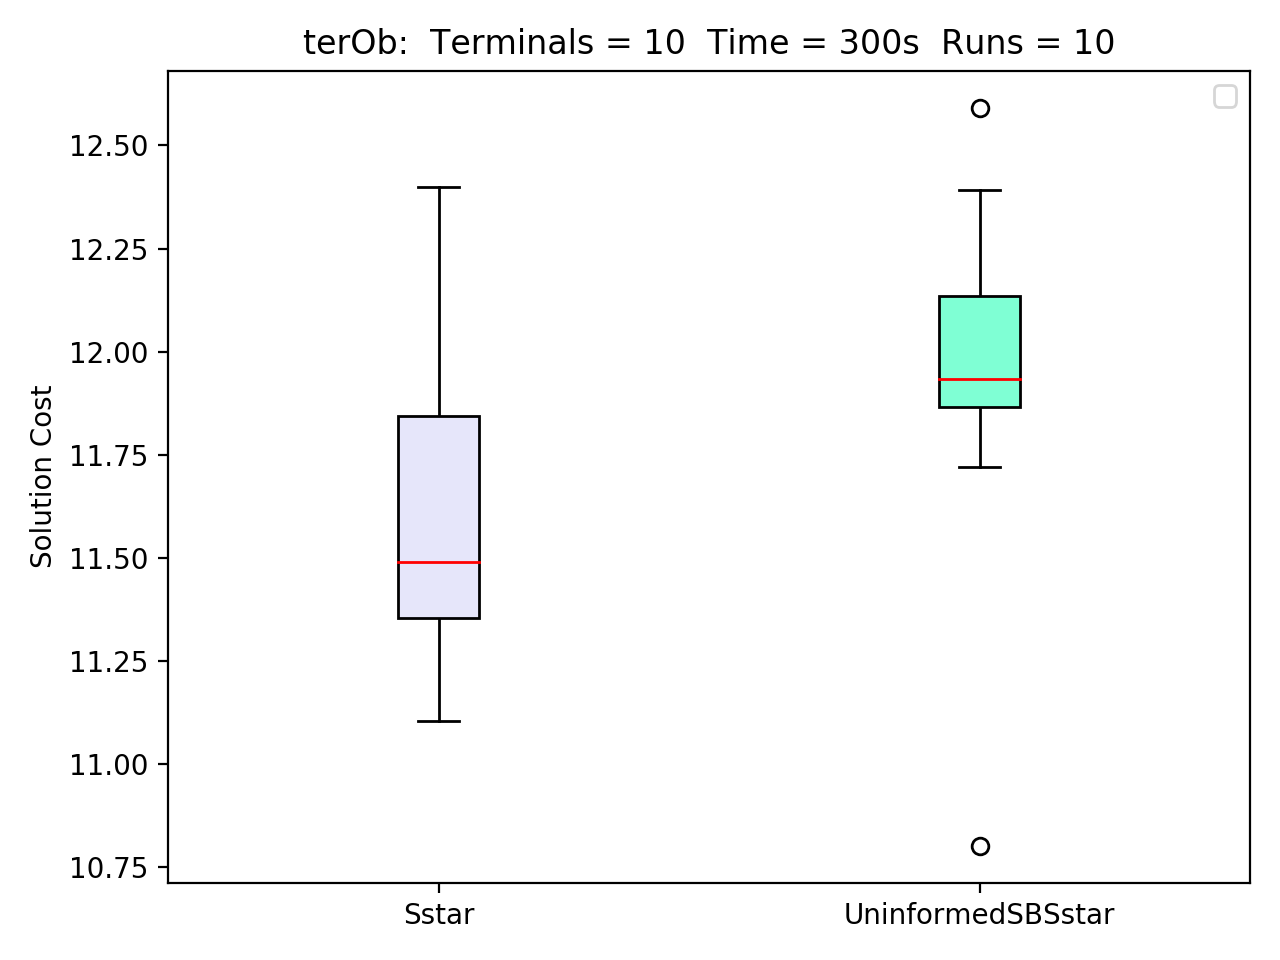 terOb:  Terminals = 10  Time = 300s  Runs = 10
12.50
12.25
12.00
11.75
11.50
11.25
11.00
10.75
Solution Cost
Sstar
UninformedSBSstar